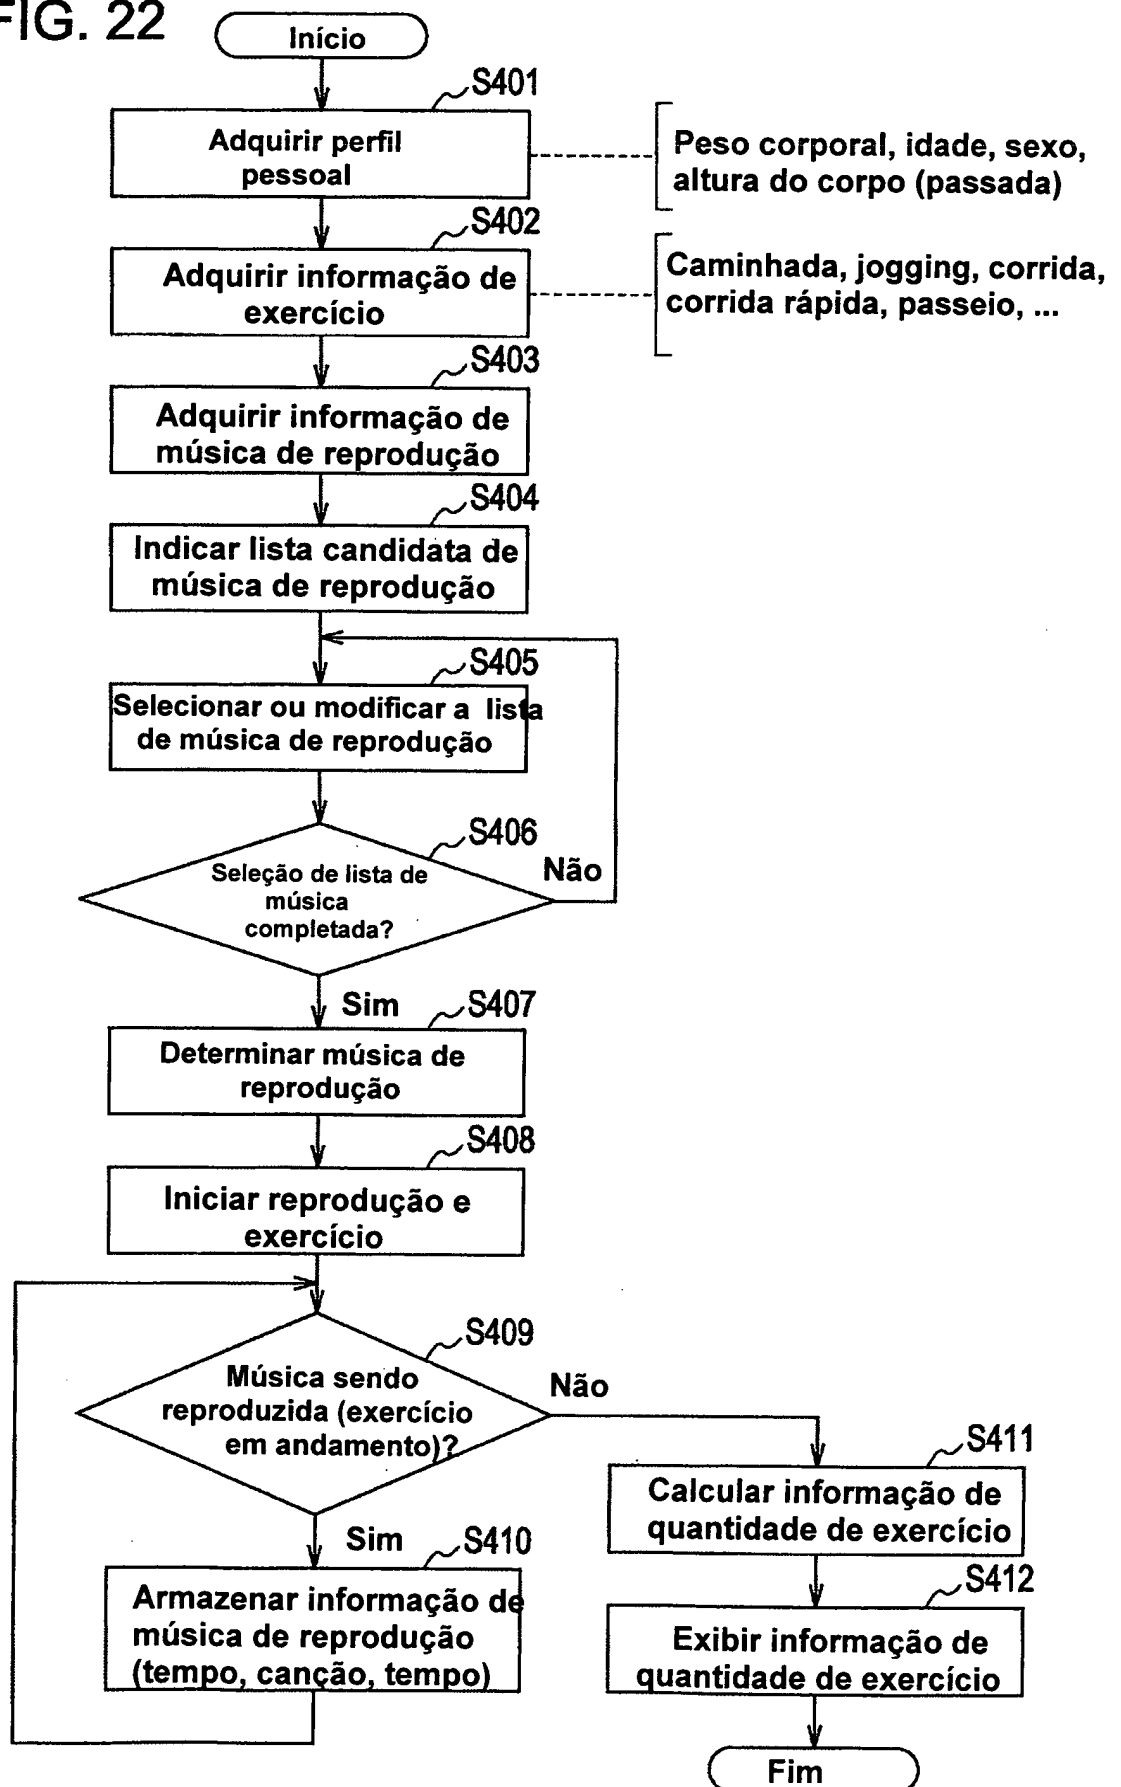 FIG. 22
Início
S401
Adquirir perfil
pessoal
Peso corporal, idade, sexo,
altura do corpo (passada)
S402
Adquirir informação de
exercício
Caminhada, jogging, corrida,
corrida rápida, passeio, ...
S403
Adquirir informação de
música de reprodução
S404
Indicar lista candidata de
música de reprodução
S405
Selecionar ou modificar a lista
de música de reprodução
S406
Seleção de lista de
música
completada?
Não
Sim
S407
Determinar música de
reprodução
S408
Iniciar reprodução e
exercício
S409
Música sendo
reproduzida (exercício
em andamento)?
Não
Sim
S410
Armazenar informação de
música de reprodução
(tempo, canção, tempo)
S411
Calcular informação de
quantidade de exercício
S412
Exibir informação de
quantidade de exercício
Fim